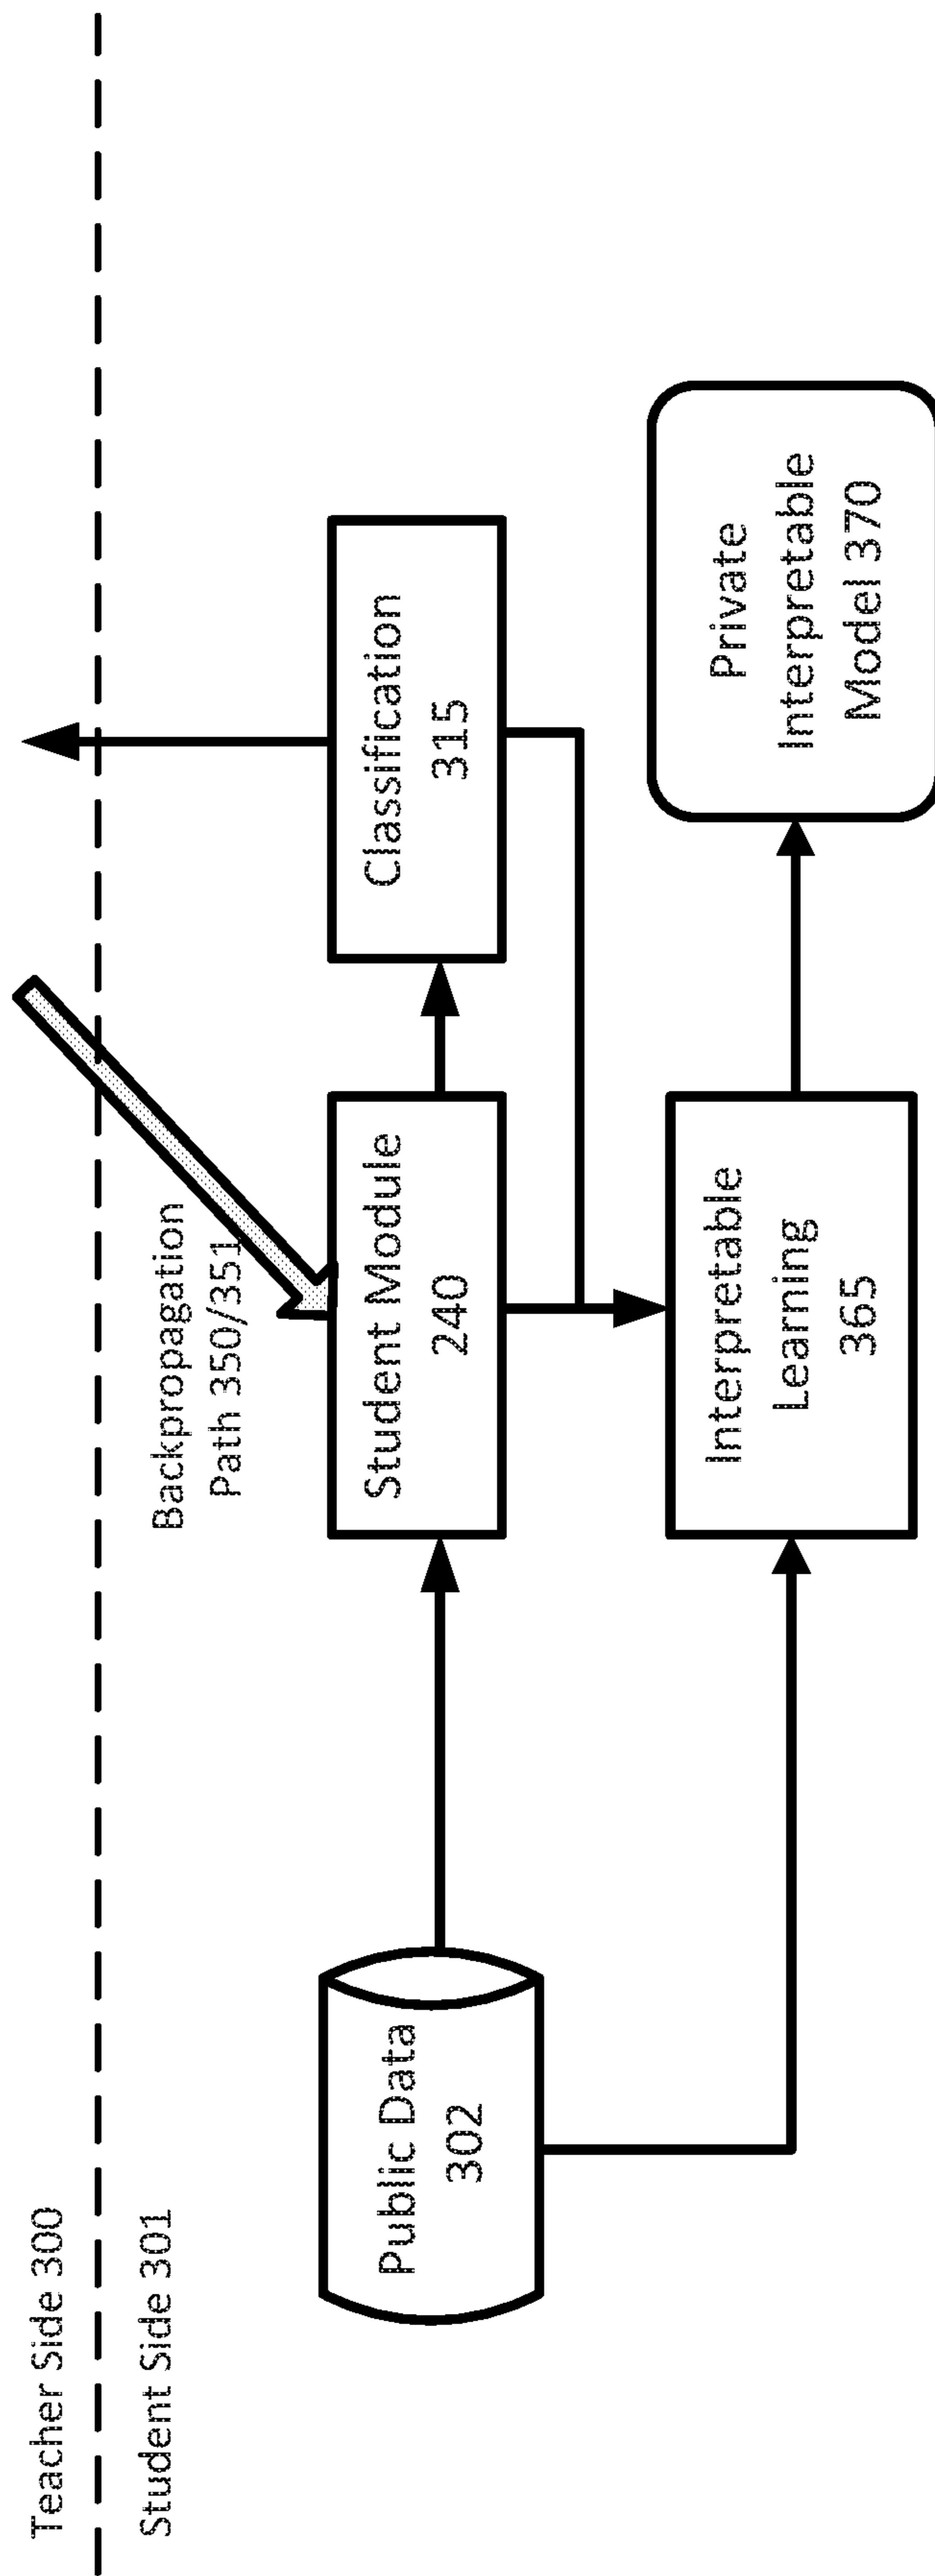 Teacher Side 300
Student Side 301
Backpropagation
Path 350/351
Public Data
302
Student Module
240
Classification
315
Interpretable
Learning
365
Private
Interpretable
Model 370